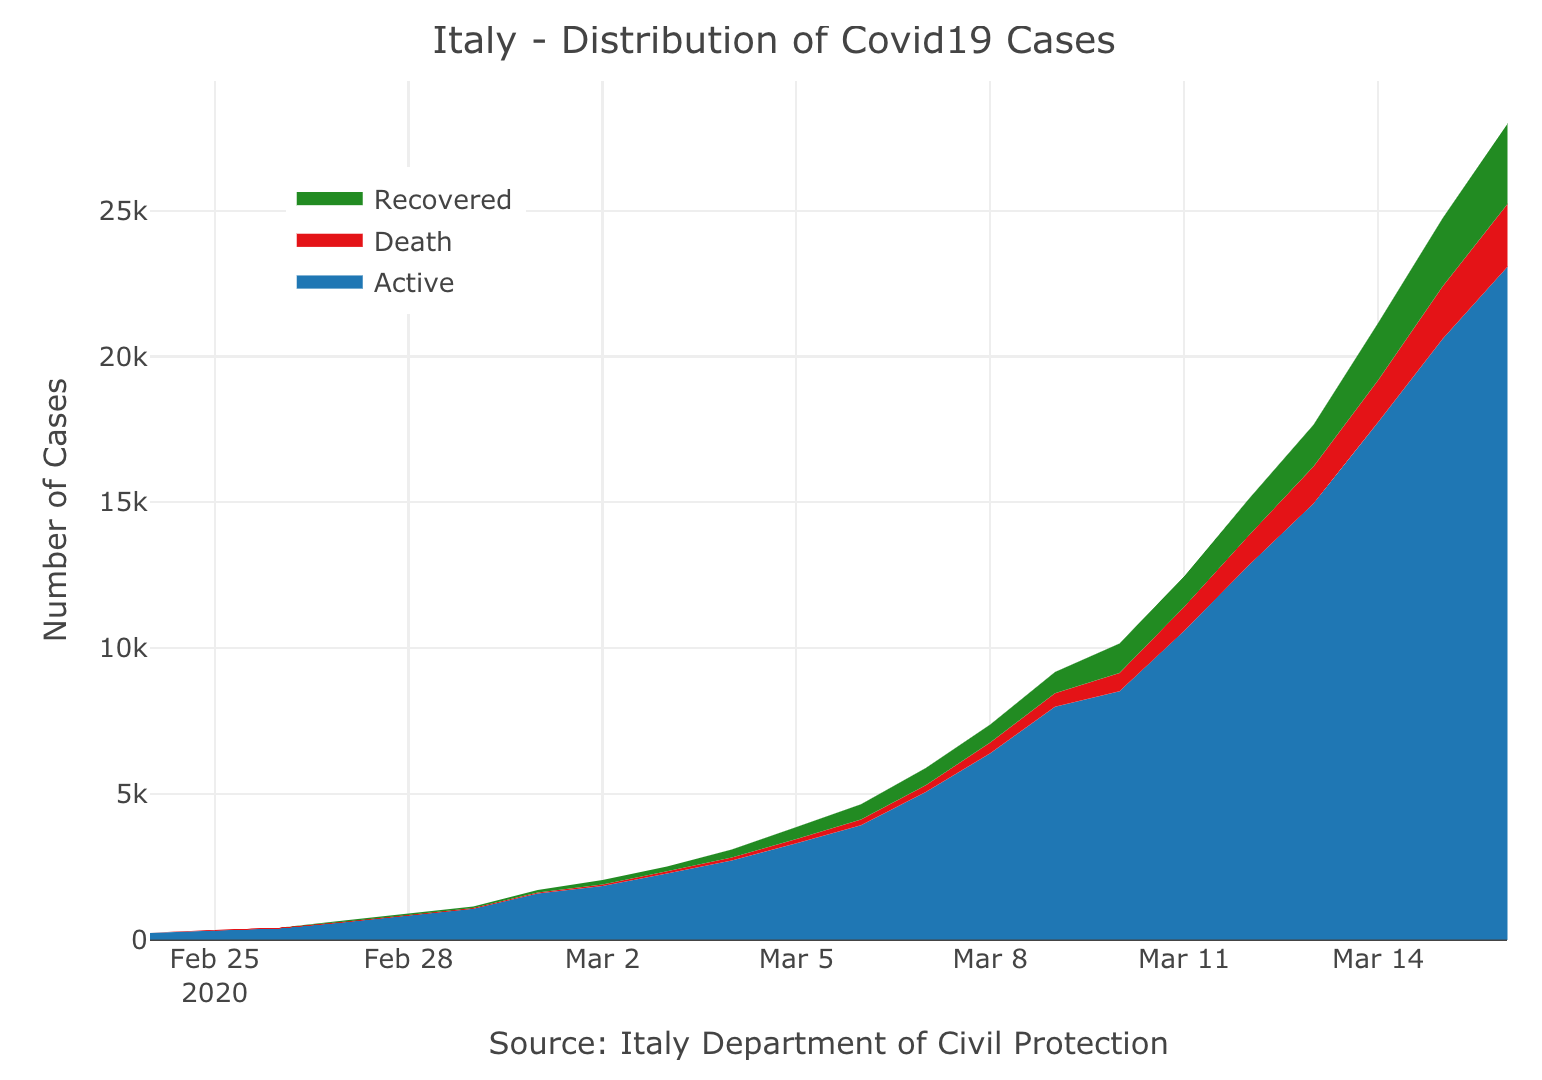 Italy - Distribution of Covid19 Cases
Recovered
Death
Active
Number of Cases
25k
20k
15k
10k
5k
0
Feb 25 Feb 28 Mar 2 Mar 5 Mar 8 Mar 11 Mar 14
2020
Source: Italy Department of Civil Protection